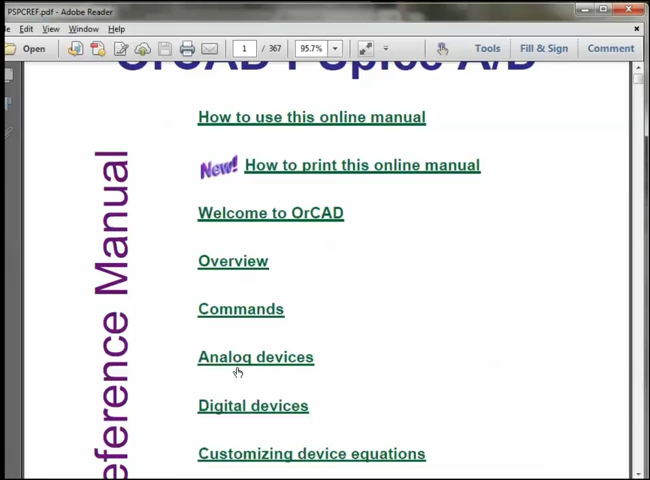 PSPCREF.pdf - Adobe Reader
Edit View Window Help
Open 1 / 367 95.7% Tools Fill & Sign Comment
OrCAD PSpice A/D
How to use this online manual
New! How to print this online manual
Welcome to OrCAD
Overview
Commands
Analog devices
Digital devices
Customizing device equations
eference Manual